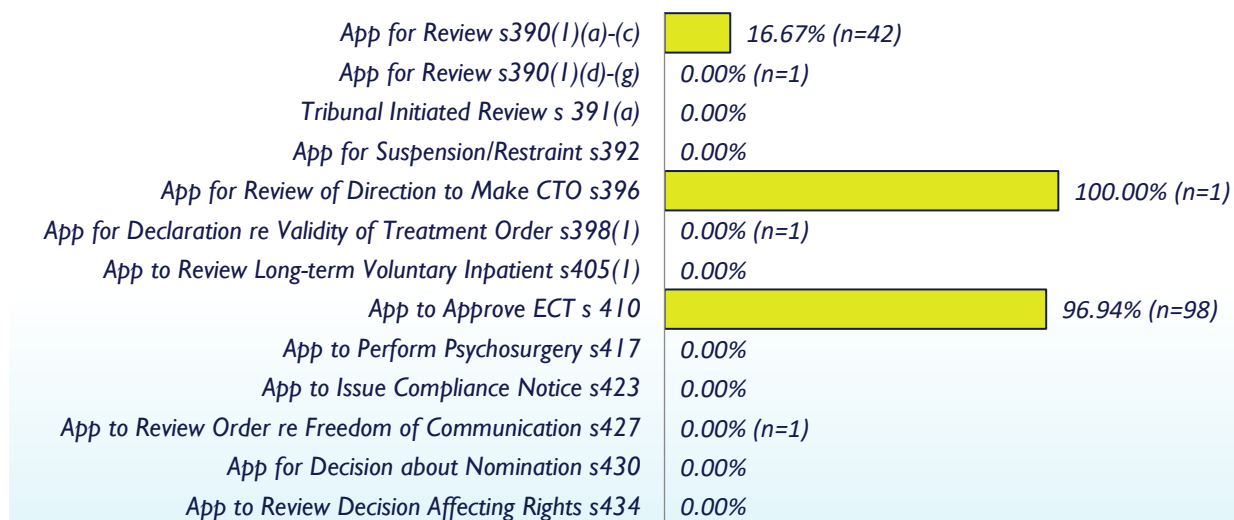 App for Review s390(1)(a)-(c) 16.67% (n=42)
App for Review s390(1)(d)-(g) 0.00% (n=1)
Tribunal Initiated Review s 391(a) 0.00%
App for Suspension/Restraint s392 0.00%
App for Review of Direction to Make CTO s396 100.00% (n=1)
App for Declaration re Validity of Treatment Order s398(1) 0.00% (n=1)
App to Review Long-term Voluntary Inpatient s405(1) 0.00%
App to Approve ECT s 410 96.94% (n=98)
App to Perform Psychosurgery s417 0.00%
App to Issue Compliance Notice s423 0.00%
App to Review Order re Freedom of Communication s427 0.00% (n=1)
App for Decision about Nomination s430 0.00%
App to Review Decision Affecting Rights s434 0.00%